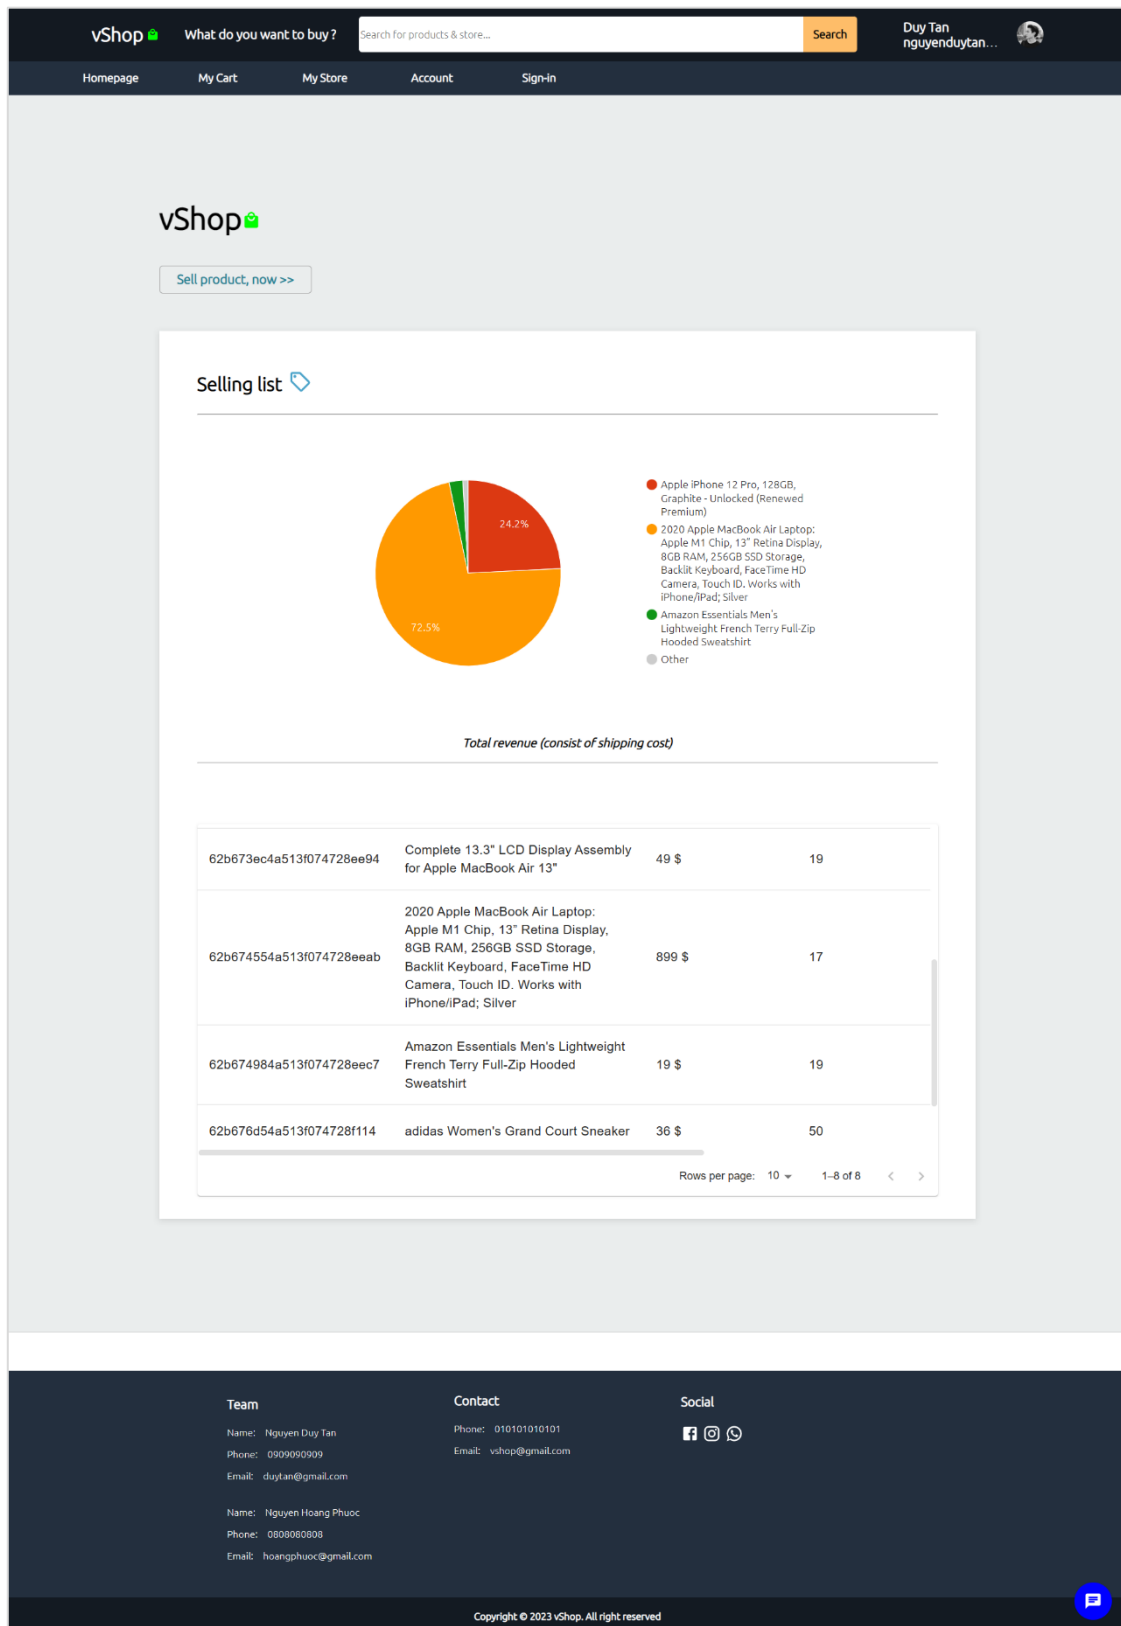 vShop
What do you want to buy ?
Search for products & store...
Search
Duy Tan
nguyenduytan...
Homepage
My Cart
My Store
Account
Sign-in
vShop
Sell product, now >>
Selling list
24.2%
72.5%
Apple iPhone 12 Pro, 128GB,
Graphite - Unlocked (Renewed
Premium)
2020 Apple MacBook Air Laptop:
Apple M1 Chip, 13" Retina Display,
8GB RAM, 256GB SSD Storage,
Backlit Keyboard, FaceTime HD
Camera, Touch ID. Works with
iPhone/iPad; Silver
Amazon Essentials Men's
Lightweight French Terry Full-Zip
Hooded Sweatshirt
Other
Total revenue (consist of shipping cost)
62b673ec4a513f074728ee94
Complete 13.3" LCD Display Assembly
for Apple MacBook Air 13"
49 $
19
62b674554a513f074728eeab
2020 Apple MacBook Air Laptop:
Apple M1 Chip, 13" Retina Display,
8GB RAM, 256GB SSD Storage,
Backlit Keyboard, FaceTime HD
Camera, Touch ID. Works with
iPhone/iPad; Silver
899 $
17
62b674984a513f074728eec7
Amazon Essentials Men's Lightweight
French Terry Full-Zip Hooded
Sweatshirt
19 $
19
62b676d54a513f074728f114
adidas Women's Grand Court Sneaker
36 $
50
Rows per page: 10
1–8 of 8
Team
Name: Nguyen Duy Tan
Phone: 0909090909
Email: duytan@gmail.com
Name: Nguyen Hoang Phuoc
Phone: 0808080808
Email: hoangphuoc@gmail.com
Contact
Phone: 010101010101
Email: vshop@gmail.com
Social
Copyright © 2023 vShop. All right reserved